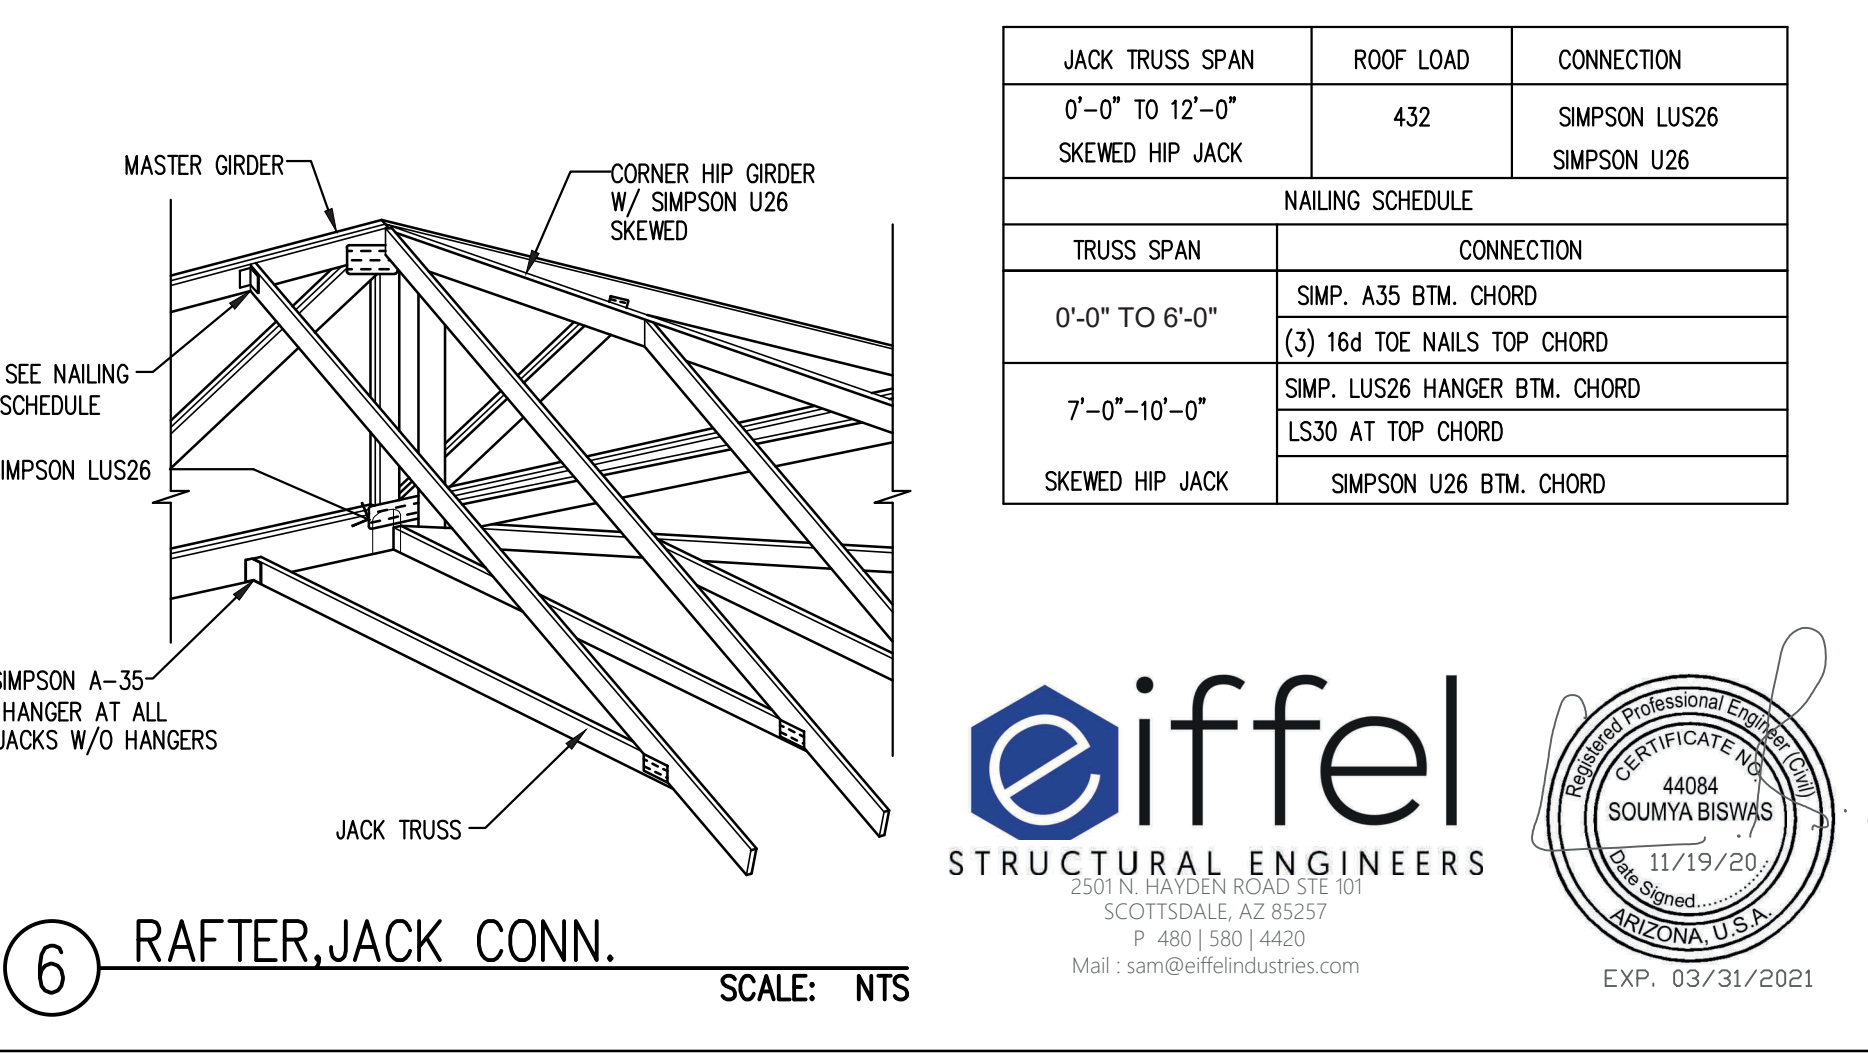 MASTER GIRDER
CORNER HIP GIRDER
W/ SIMPSON U26
SKEWED
SEE NAILING
SCHEDULE
IMPSON LUS26
SIMPSON A-35
HANGER AT ALL
JACKS W/O HANGERS
JACK TRUSS
6
RAFTER,JACK CONN.
SCALE: NTS
JACK TRUSS SPAN ROOF LOAD CONNECTION
0'-0" TO 12'-0" 432 SIMPSON LUS26
SKEWED HIP JACK SIMPSON U26
NAILING SCHEDULE
TRUSS SPAN CONNECTION
0'-0" TO 6'-0" SIMP. A35 BTM. CHORD
(3) 16d TOE NAILS TOP CHORD
7'-0"-10'-0" SIMP. LUS26 HANGER BTM. CHORD
LS30 AT TOP CHORD
SKEWED HIP JACK SIMPSON U26 BTM. CHORD
eiffel
STRUCTURAL ENGINEERS
2501 N. HAYDEN ROAD STE 101
SCOTTSDALE, AZ 85257
P 480 | 580 | 4420
Mail : sam@eiffelindustries.com
Registered Professional Engineer (Civil)
CERTIFICATE NO.
44084
SOUMYA BISWAS
11/19/20
Date Signed..............
ARIZONA, U.S.A.
EXP. 03/31/2021